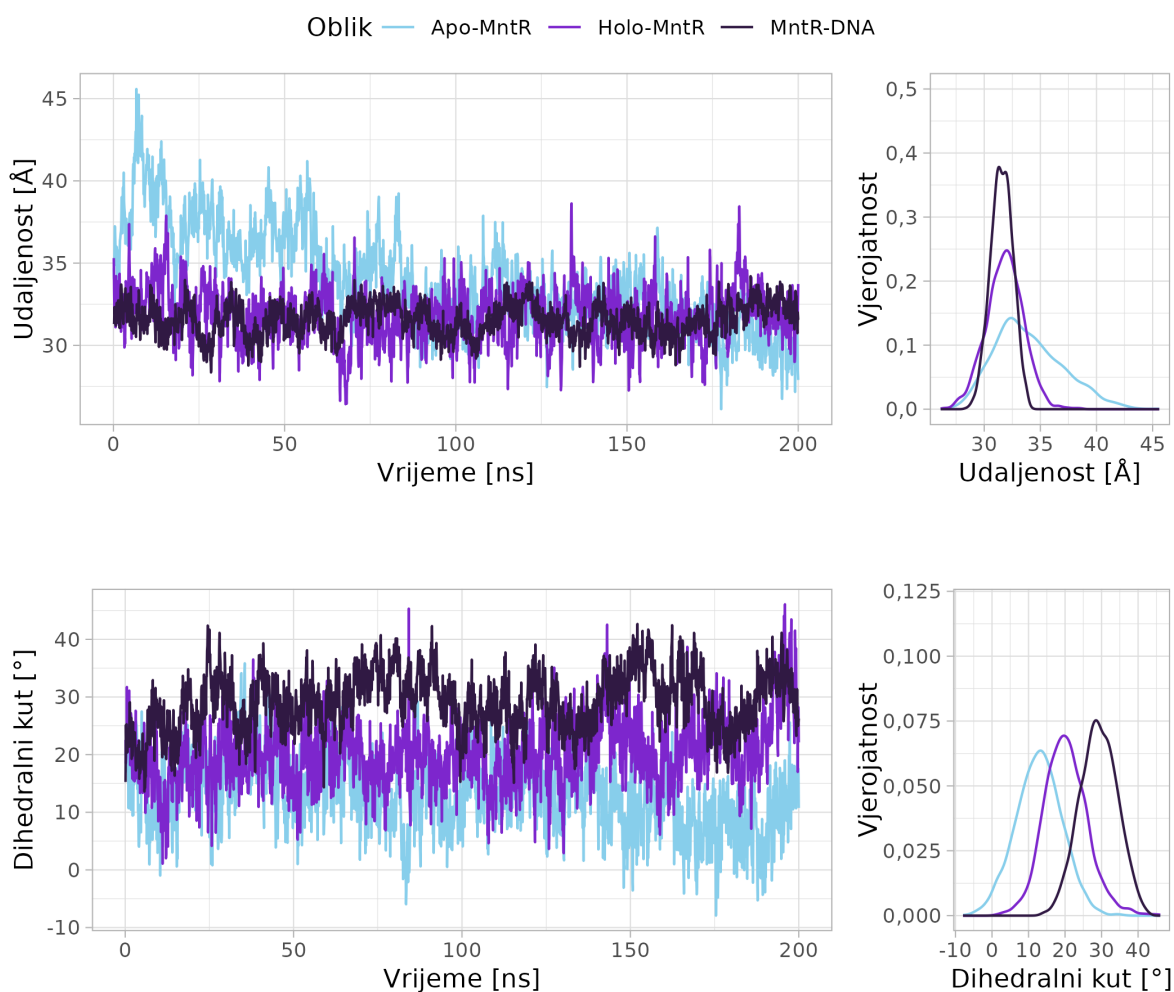 Oblik Apo-MntR Holo-MntR MntR-DNA
Udaljenost [Å]
45
40
35
30
0 50 100 150 200
Vrijeme [ns]
Vjerojatnost
0,5
0,4
0,3
0,2
0,1
0,0
30 35 40 45
Udaljenost [Å]
Dihedralni kut [°]
40
30
20
10
0
-10
0 50 100 150 200
Vrijeme [ns]
Vjerojatnost
0,125
0,100
0,075
0,050
0,025
0,000
-10 0 10 20 30 40
Dihedralni kut [°]